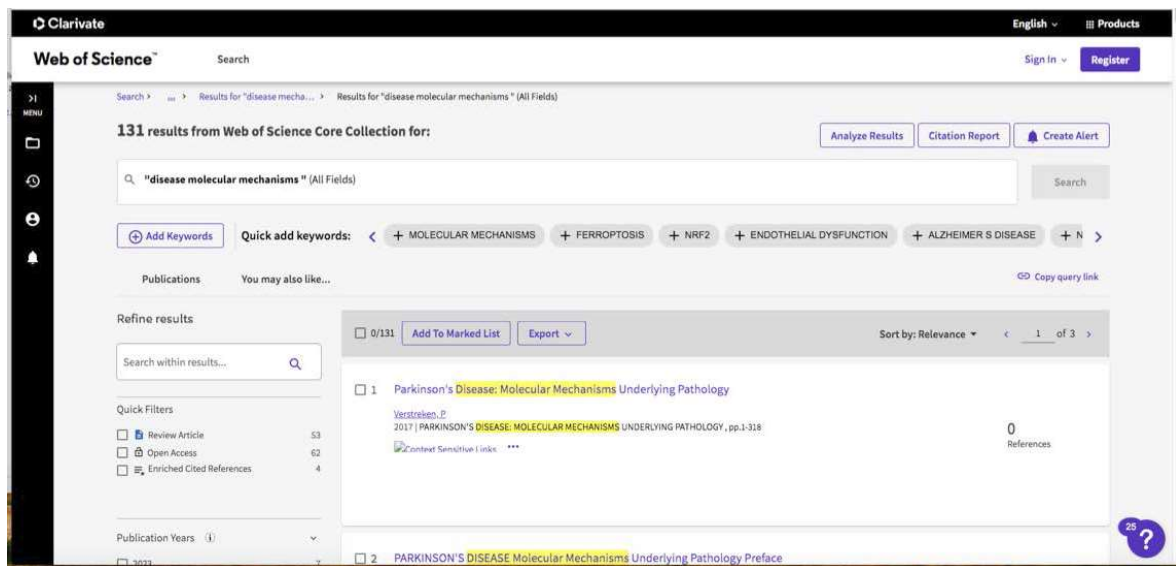 Clarivate
English
Products
Web of Science™
Search
Sign In
Register
MENU
Search > ... > Results for "disease mecha... > Results for "disease molecular mechanisms " (All Fields)
131 results from Web of Science Core Collection for:
Analyze Results
Citation Report
Create Alert
"disease molecular mechanisms " (All Fields)
Search
Add Keywords
Quick add keywords:
+ MOLECULAR MECHANISMS
+ FERROPTOSIS
+ NRF2
+ ENDOTHELIAL DYSFUNCTION
+ ALZHEIMER S DISEASE
+ N
Publications
You may also like...
Copy query link
Refine results
0/131
Add To Marked List
Export
Sort by: Relevance
< 1 of 3 >
Search within results...
Quick Filters
Review Article 53
Open Access 62
Enriched Cited References 4
Publication Years
2023 7
1 Parkinson's Disease: Molecular Mechanisms Underlying Pathology
Verstreken, P
2017 | PARKINSON'S DISEASE: MOLECULAR MECHANISMS UNDERLYING PATHOLOGY , pp.1-318
Context Sensitive Links
0
References
2 PARKINSON'S DISEASE Molecular Mechanisms Underlying Pathology Preface
25
?